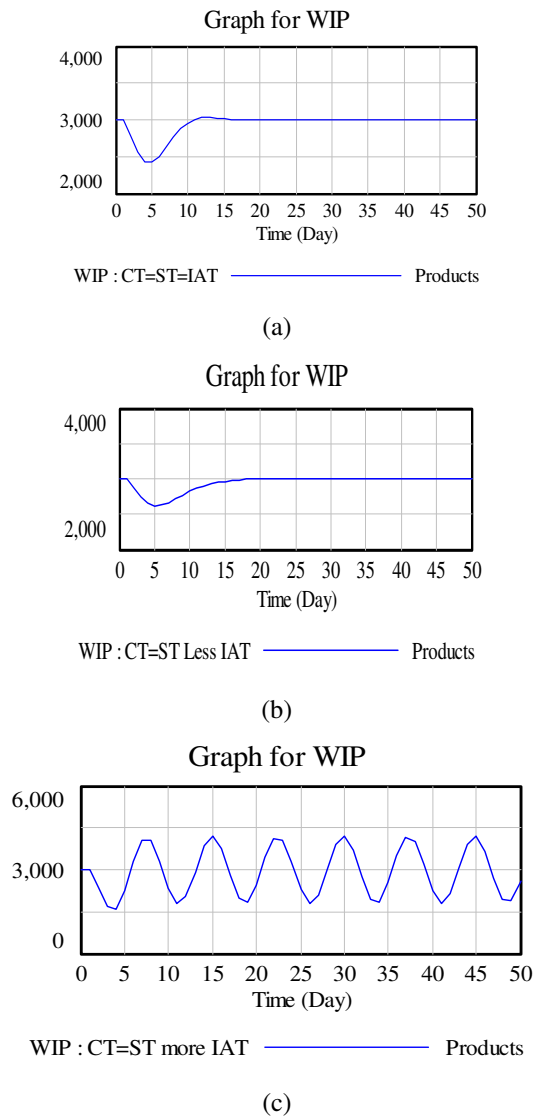 Graph for WIP
4,000
3,000
2,000
0 5 10 15 20 25 30 35 40 45 50
Time (Day)
WIP : CT=ST=IAT Products
(a)
Graph for WIP
4,000
2,000
0 5 10 15 20 25 30 35 40 45 50
Time (Day)
WIP : CT=ST Less IAT Products
(b)
Graph for WIP
6,000
3,000
0
0 5 10 15 20 25 30 35 40 45 50
Time (Day)
WIP : CT=ST more IAT Products
(c)